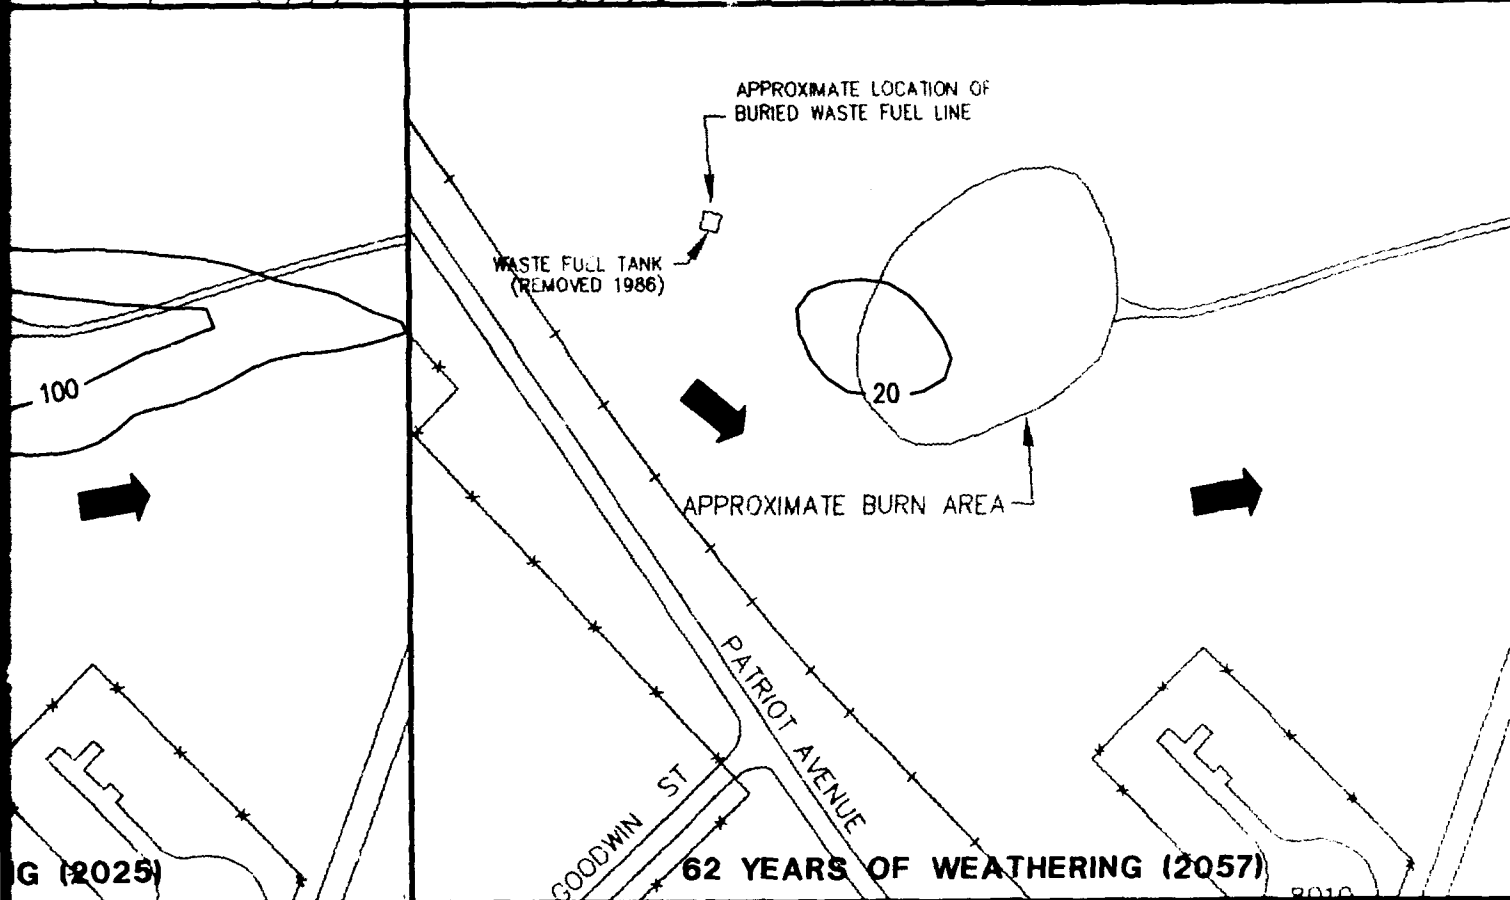 APPROXIMATE LOCATION OF
BURIED WASTE FUEL LINE
WASTE FUEL TANK
(REMOVED 1986)
100
20
APPROXIMATE BURN AREA
PATRIOT AVENUE
GOODWIN ST
G (2025)
62 YEARS OF WEATHERING (2057)
8010